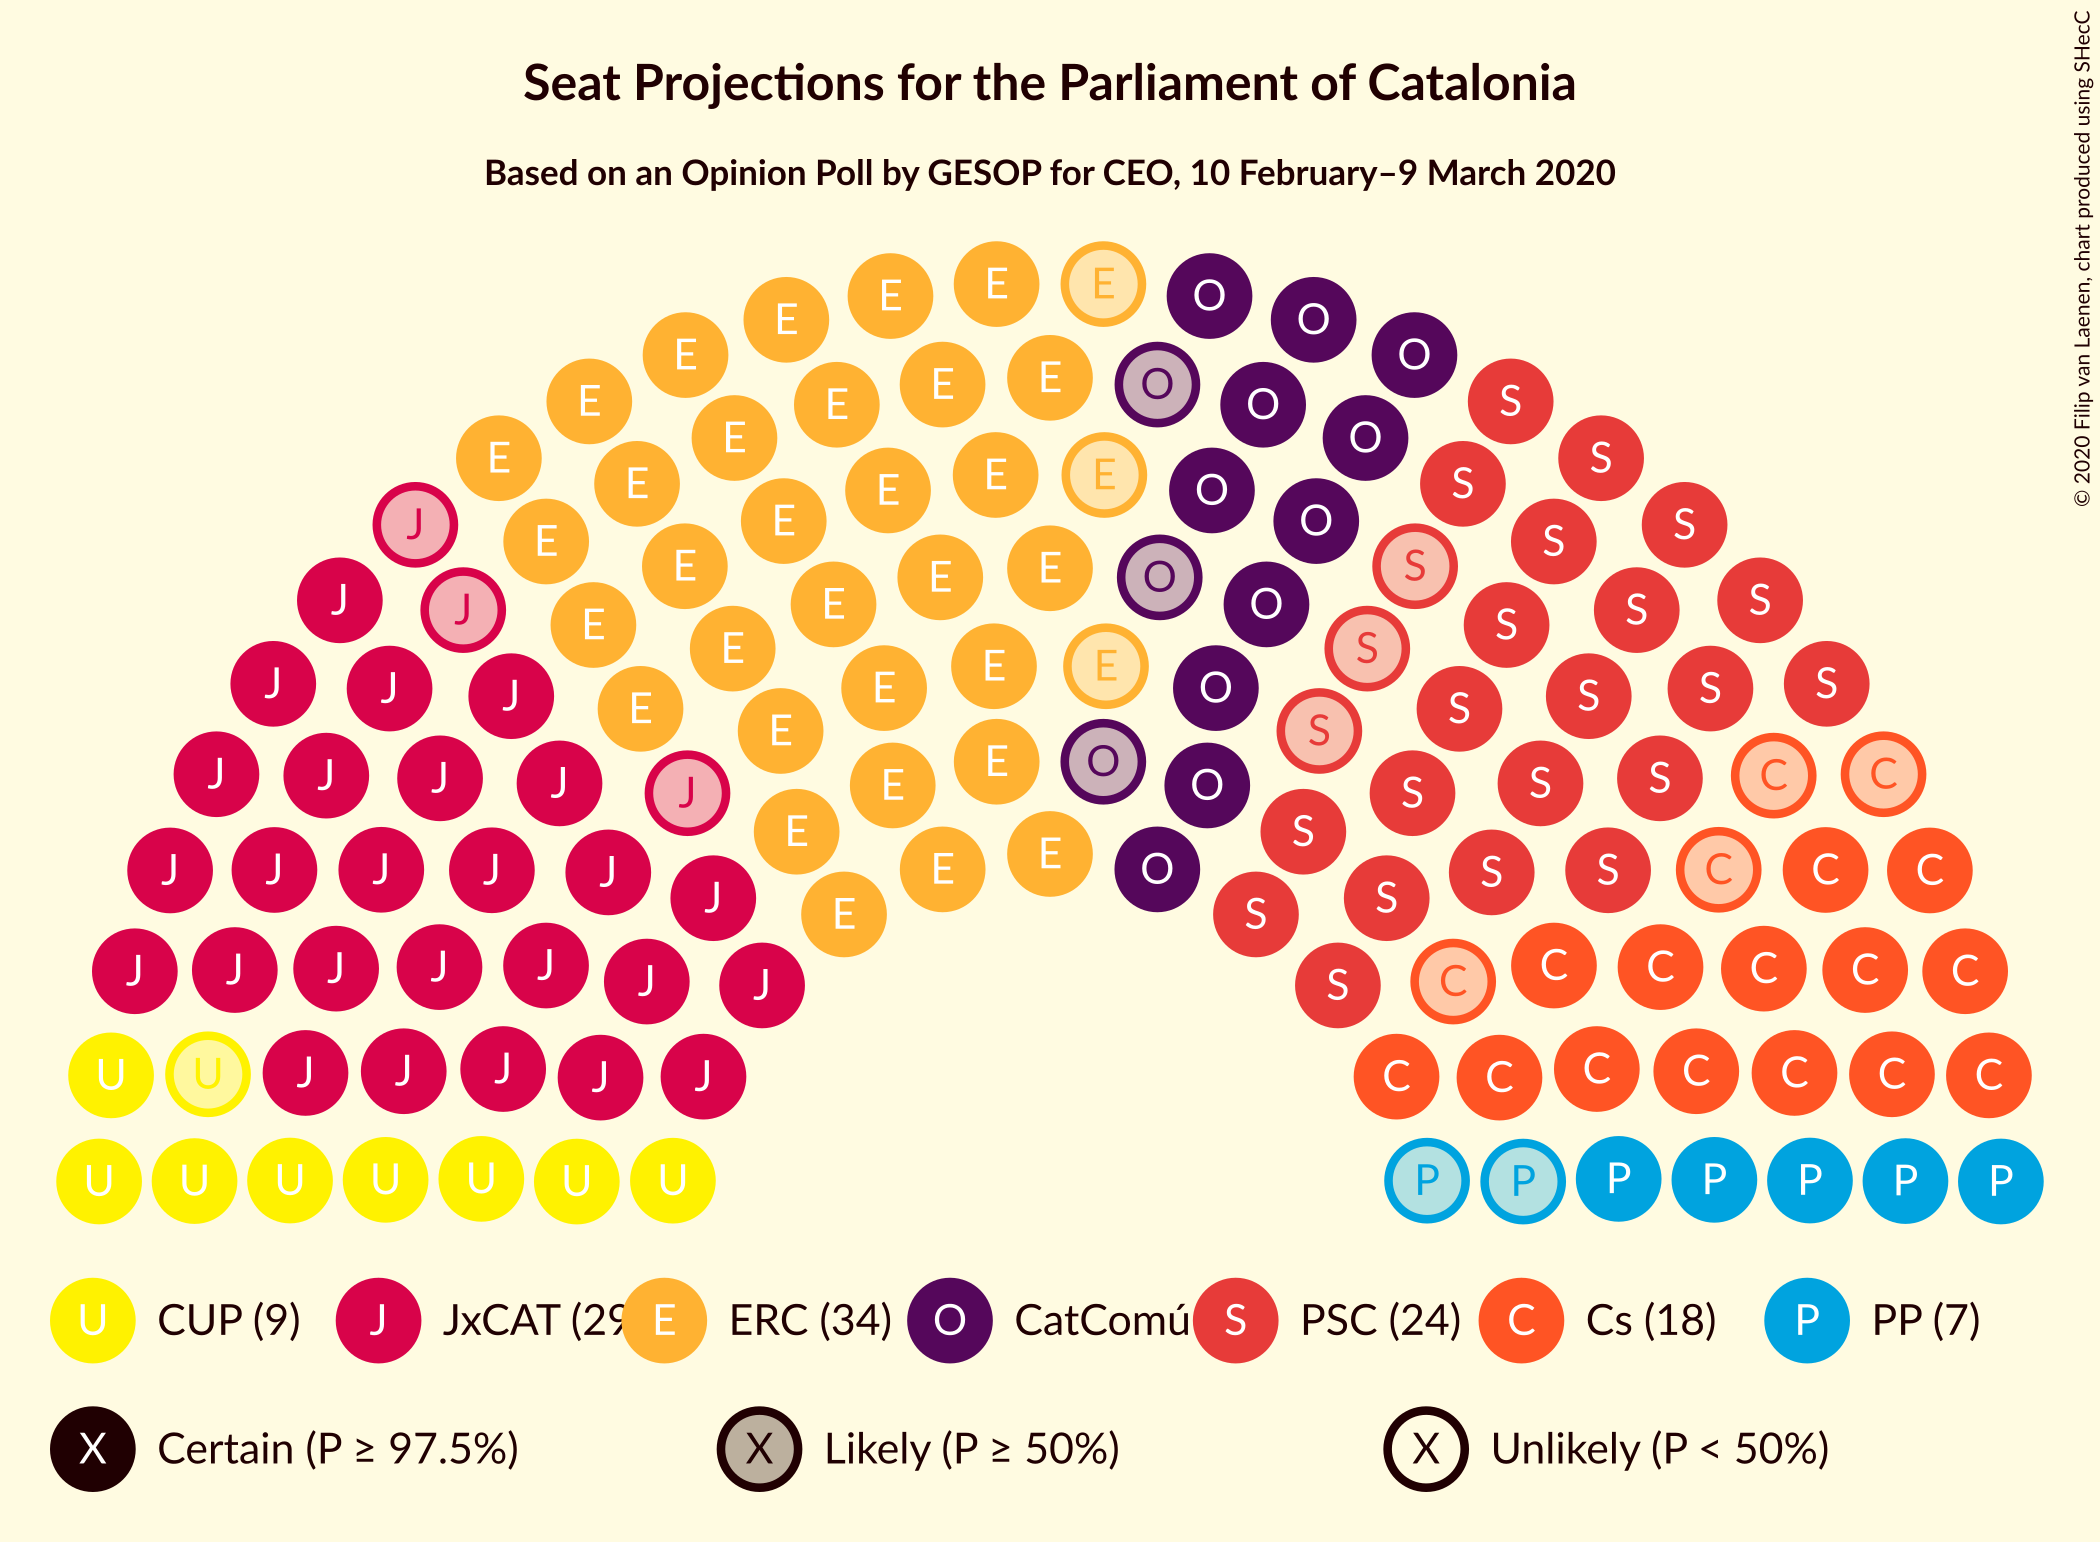 Seat Projections for the Parliament of Catalonia
Based on an Opinion Poll by GESOP for CEO, 10 February–9 March 2020
© 2020 Filip van Laenen, chart produced using SHecC
E E E O O O
E E E O O O
E E S
E E E O O O S
E E E E O O S S
J E E E O O S S S
J J E E E E O O S S S S
J J J E E E E E O S S S S S
J J J J J E E E O O S S S S C C
J J J J J J E E E O S S S S C C C
J J J J J J J S C C C C C C
U U J J J J J C C C C C C C
U U U U U U U P P P P P P P
U CUP (9) J JxCAT (29 E ERC (34) O CatComú S PSC (24) C Cs (18) P PP (7)
X Certain (P ≥ 97.5%) X Likely (P ≥ 50%) X Unlikely (P < 50%)